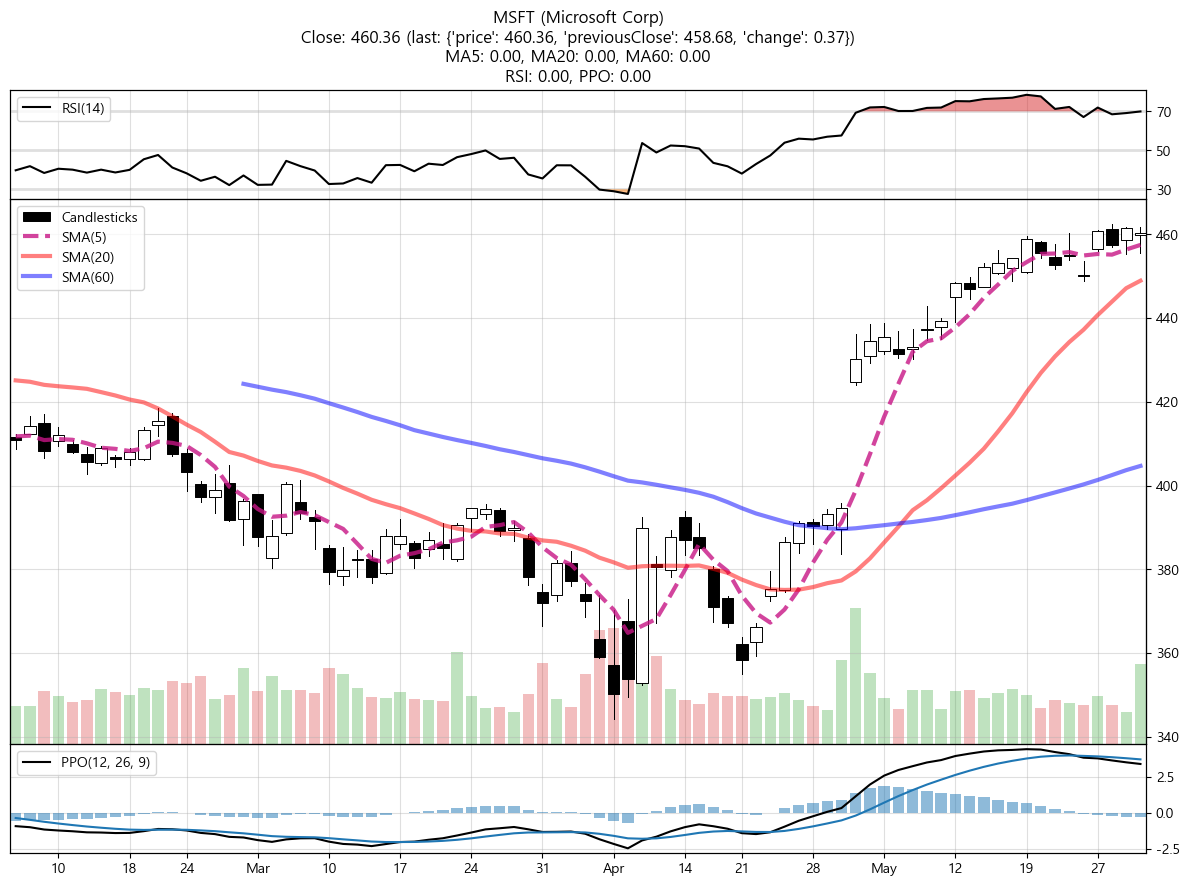 MSFT (Microsoft Corp)
Close: 460.36 (last: {'price': 460.36, 'previousClose': 458.68, 'change': 0.37})
MA5: 0.00, MA20: 0.00, MA60: 0.00
RSI: 0.00, PPO: 0.00
RSI(14)
70
50
30
Candlesticks
SMA(5)
SMA(20)
SMA(60)
460
440
420
400
380
360
340
PPO(12, 26, 9)
2.5
0.0
−2.5
10 18 24 Mar 10 17 24 31 Apr 14 21 28 May 12 19 27